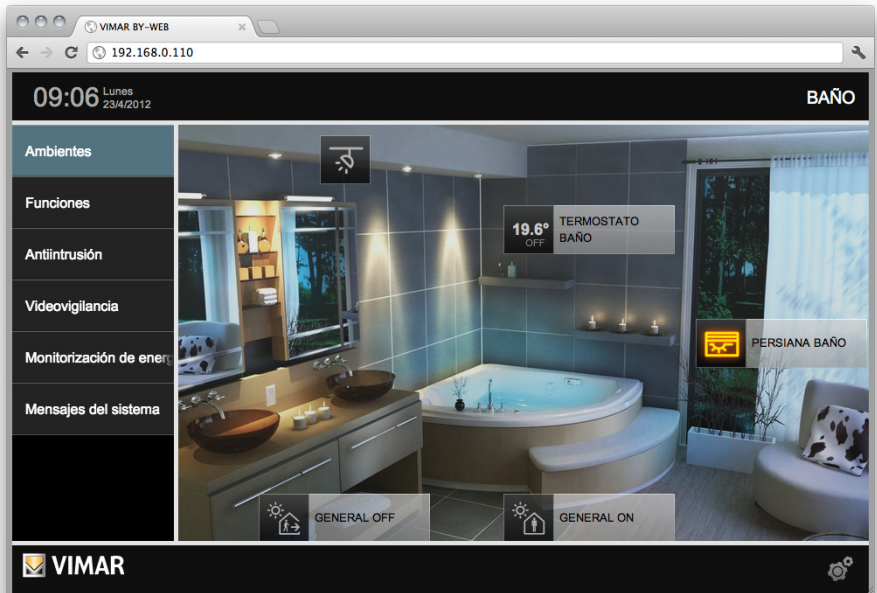 VIMAR BY-WEB
192.168.0.110
09:06
Lunes
23/4/2012
BAÑO
Ambientes
Funciones
Antiintrusión
Videovigilancia
Monitorización de energ
Mensajes del sistema
19.6°
OFF
TERMOSTATO
BAÑO
PERSIANA BAÑO
GENERAL OFF
GENERAL ON
VIMAR